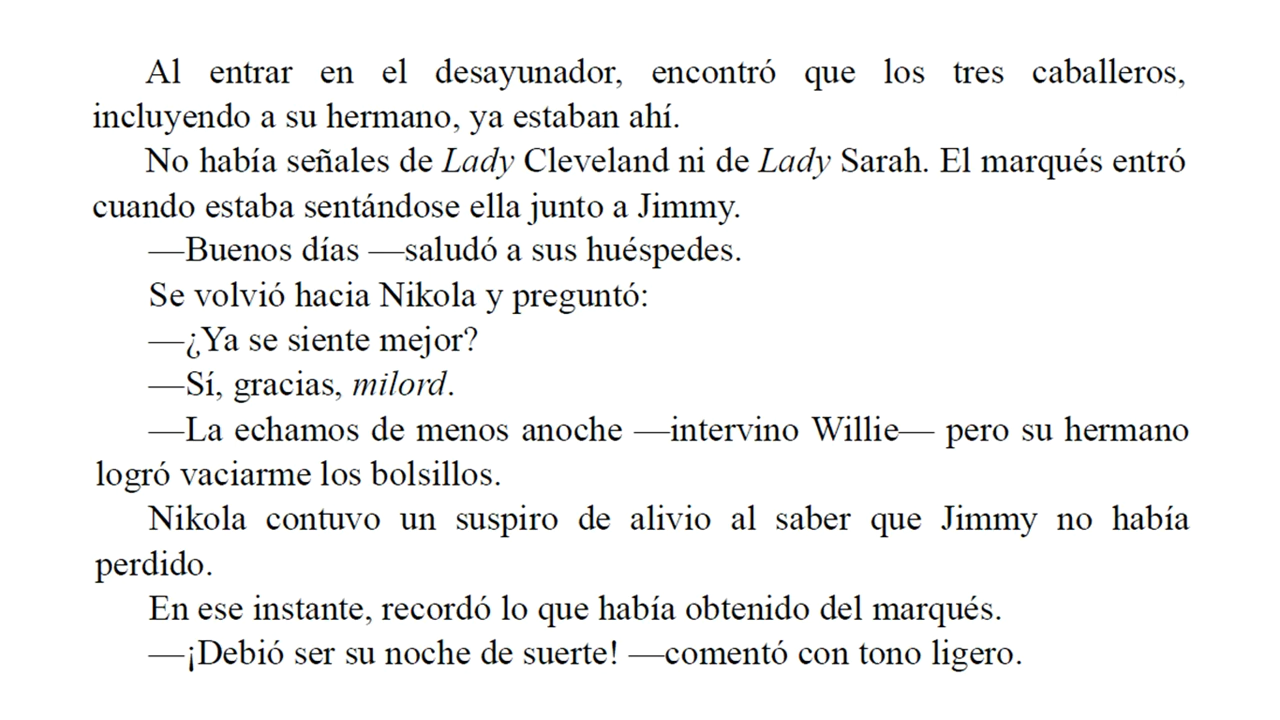 Al entrar en el desayunador, encontró que los tres caballeros,
incluyendo a su hermano, ya estaban ahí.
No había señales de Lady Cleveland ni de Lady Sarah. El marqués entró
cuando estaba sentándose ella junto a Jimmy.
—Buenos días —saludó a sus huéspedes.
Se volvió hacia Nikola y preguntó:
—¿Ya se siente mejor?
—Sí, gracias, milord.
—La echamos de menos anoche —intervino Willie— pero su hermano
logró vaciarme los bolsillos.
Nikola contuvo un suspiro de alivio al saber que Jimmy no había
perdido.
En ese instante, recordó lo que había obtenido del marqués.
—¡Debió ser su noche de suerte! —comentó con tono ligero.